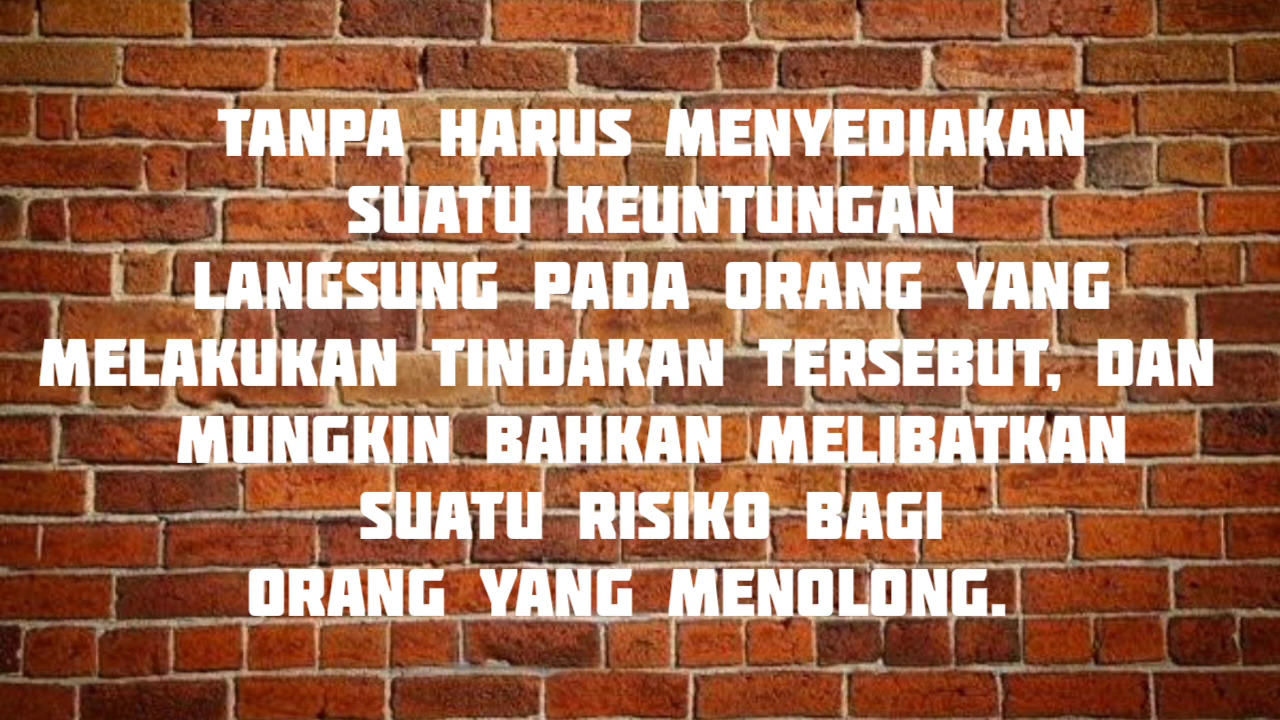 TANPA HARUS MENYEDIAKAN
SUATU KEUNTUNGAN
LANGSUNG PADA ORANG YANG
MELAKUKAN TINDAKAN TERSEBUT, DAN
MUNGKIN BAHKAN MELIBATKAN
SUATU RISIKO BAGI
ORANG YANG MENOLONG.